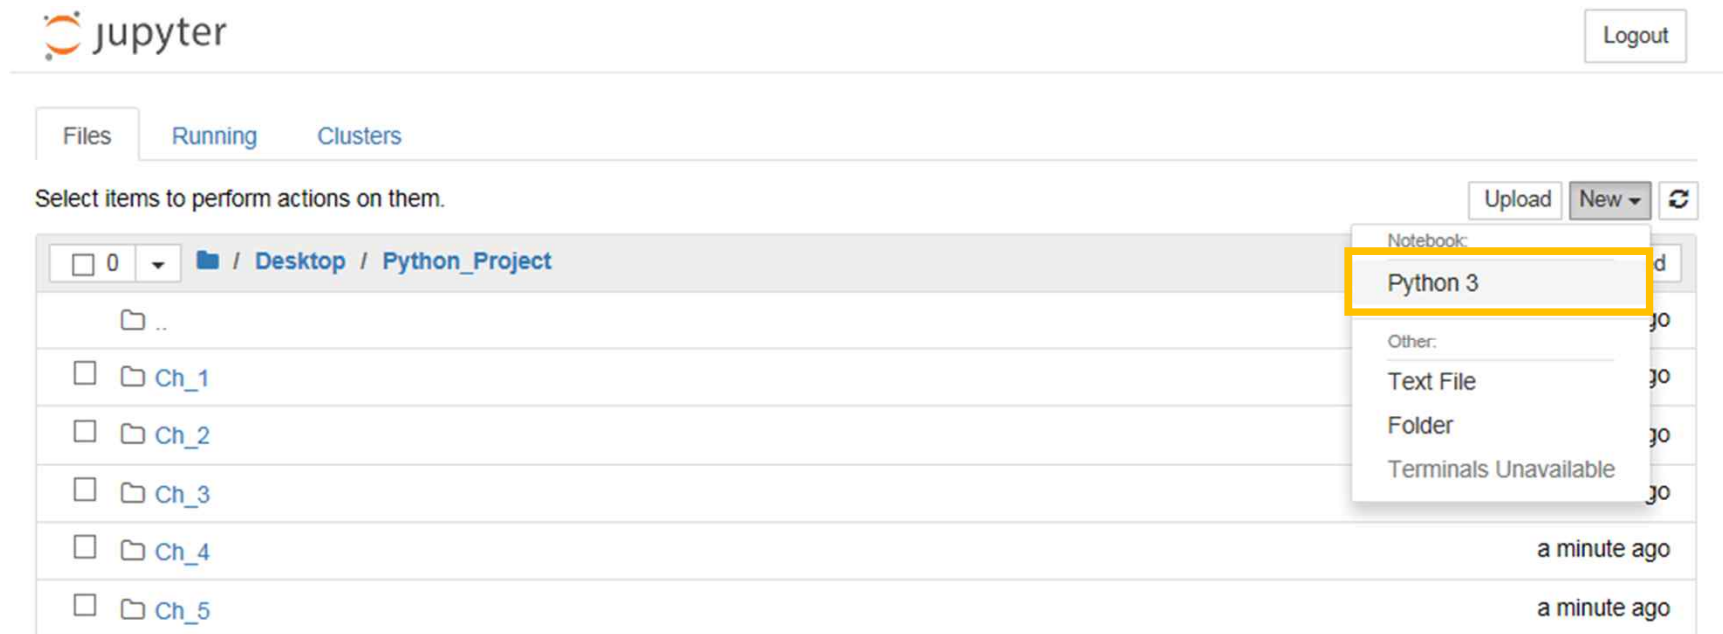 jupyter
Logout
Files Running Clusters
Select items to perform actions on them.
Upload New
0 / Desktop / Python_Project
Notebook:
Python 3
..
Other:
Ch_1
Text File
Ch_2
Folder
Terminals Unavailable
Ch_3
Ch_4 a minute ago
Ch_5 a minute ago